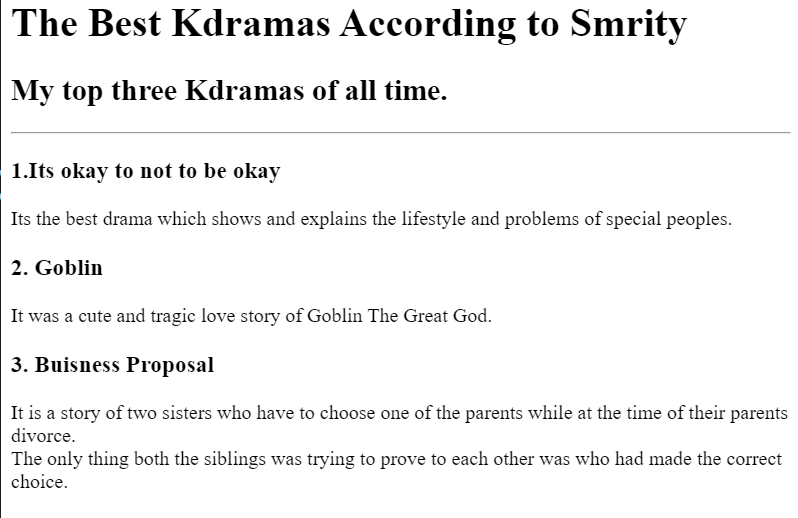 The Best Kdramas According to Smrity
My top three Kdramas of all time.
1.Its okay to not to be okay
Its the best drama which shows and explains the lifestyle and problems of special peoples.
2. Goblin
It was a cute and tragic love story of Goblin The Great God.
3. Buisness Proposal
It is a story of two sisters who have to choose one of the parents while at the time of their parents
divorce.
The only thing both the siblings was trying to prove to each other was who had made the correct
choice.